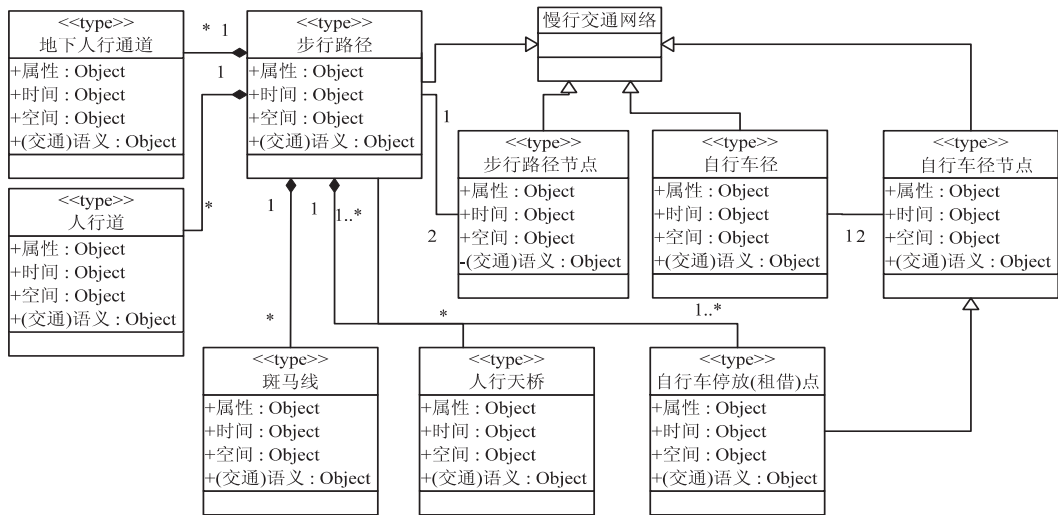 <<type>>
地下人行通道
+属性 : Object
+时间 : Object
+空间 : Object
+(交通)语义 : Object
* 1
1
<<type>>
步行路径
+属性 : Object
+时间 : Object
+空间 : Object
+(交通)语义 : Object
慢行交通网络
<<type>>
人行道
+属性 : Object
+时间 : Object
+空间 : Object
+(交通)语义 : Object
*
1
1
1..*
1
2
<<type>>
步行路径节点
+属性 : Object
+时间 : Object
+空间 : Object
-(交通)语义 : Object
<<type>>
自行车径
+属性 : Object
+时间 : Object
+空间 : Object
+(交通)语义 : Object
1 2
<<type>>
自行车径节点
+属性 : Object
+时间 : Object
+空间 : Object
+(交通)语义 : Object
*
*
1..*
<<type>>
斑马线
+属性 : Object
+时间 : Object
+空间 : Object
+(交通)语义 : Object
<<type>>
人行天桥
+属性 : Object
+时间 : Object
+空间 : Object
+(交通)语义 : Object
<<type>>
自行车停放(租借)点
+属性 : Object
+时间 : Object
+空间 : Object
+(交通)语义 : Object